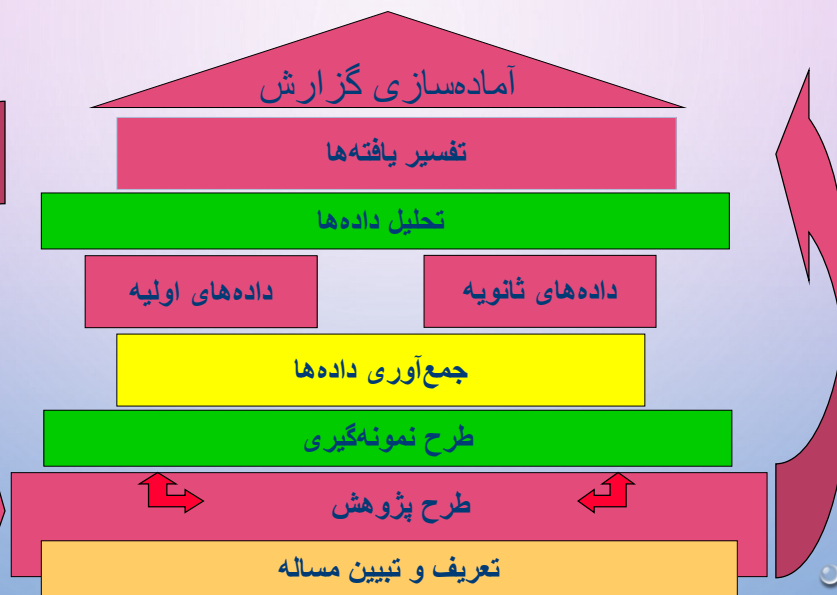 آماده‌سازی گزارش
تفسیر یافته‌ها
تحلیل داده‌ها
داده‌های ثانویه
داده‌های اولیه
جمع‌آوری داده‌ها
طرح نمونه‌گیری
طرح پژوهش
تعریف و تبیین مساله